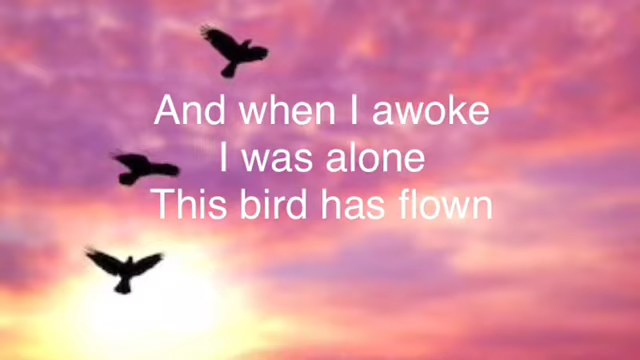 And when I awoke
I was alone
This bird has flown